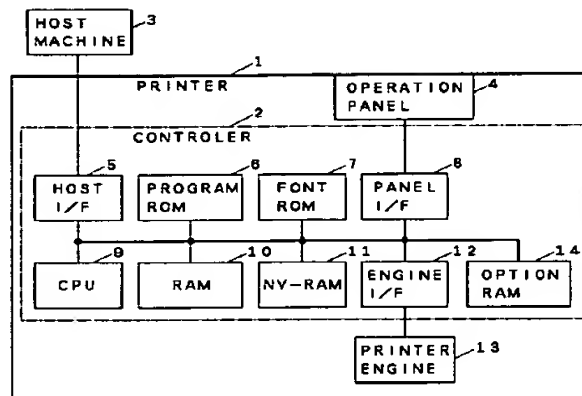 HOST
MACHINE
3
1
PRINTER
OPERATION
PANEL
4
2
CONTROLER
5
HOST
I/F
6
PROGRAM
ROM
7
FONT
ROM
8
PANEL
I/F
9
CPU
10
RAM
11
NV-RAM
12
ENGINE
I/F
14
OPTION
RAM
PRINTER
ENGINE
13